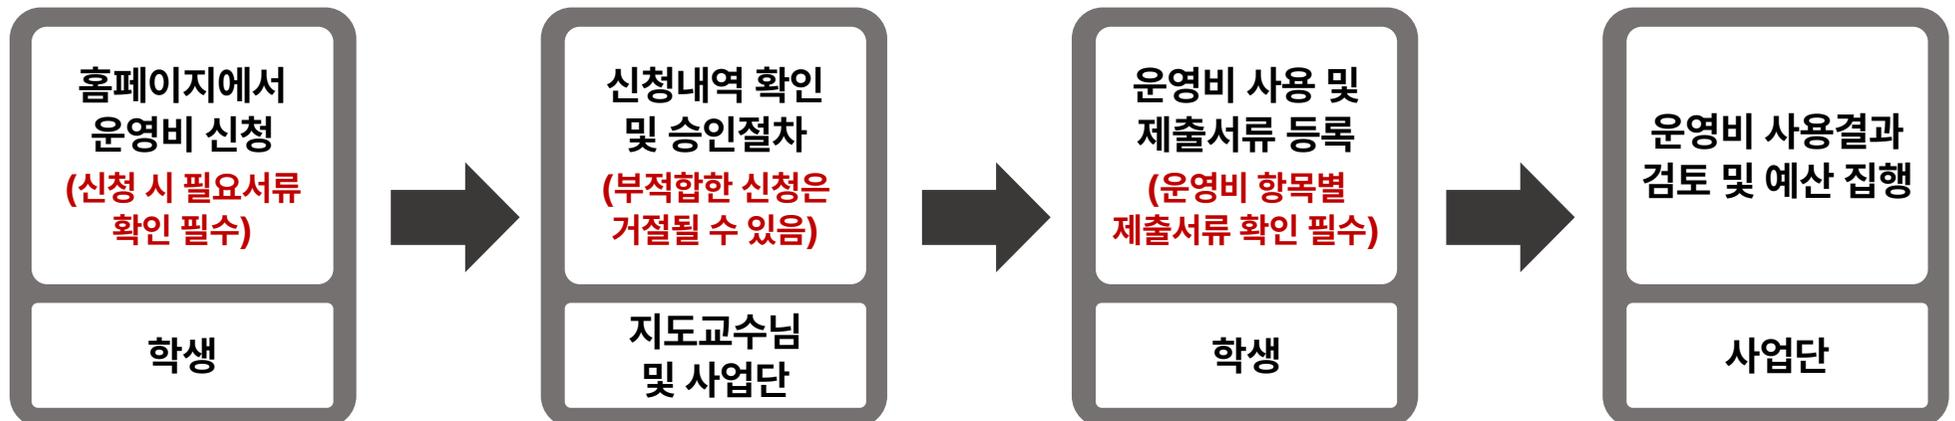 홈페이지에서
운영비 신청
(신청 시 필요서류
확인 필수)
학생
신청내역 확인
및 승인절차
(부적합한 신청은
거절될 수 있음)
지도교수님
및 사업단
운영비 사용 및
제출서류 등록
(운영비 항목별
제출서류 확인 필수)
학생
운영비 사용결과
검토 및 예산 집행
사업단